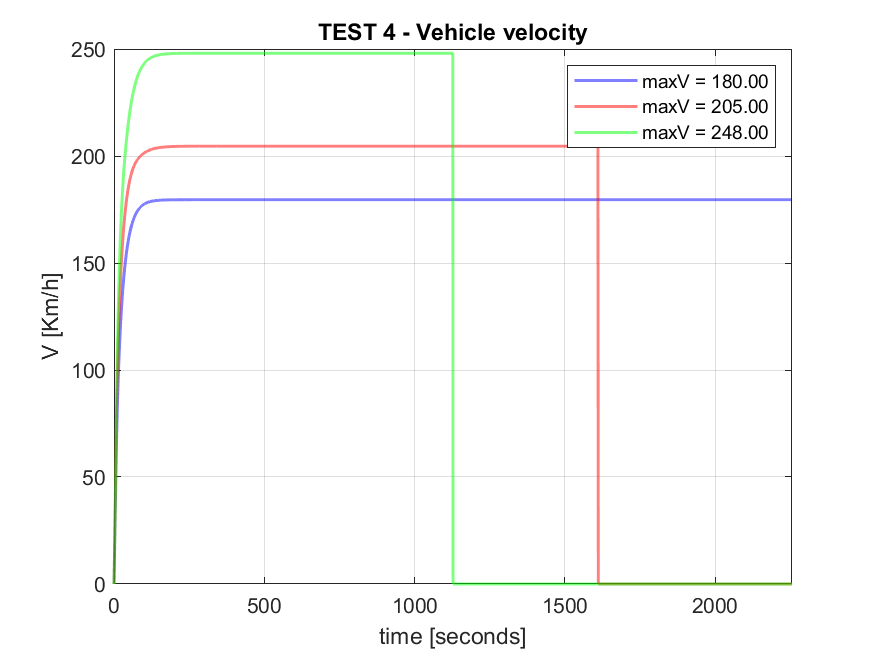 TEST 4 - Vehicle velocity
250
200
150
100
50
0
V [Km/h]
maxV = 180.00
maxV = 205.00
maxV = 248.00
0 500 1000 1500 2000
time [seconds]